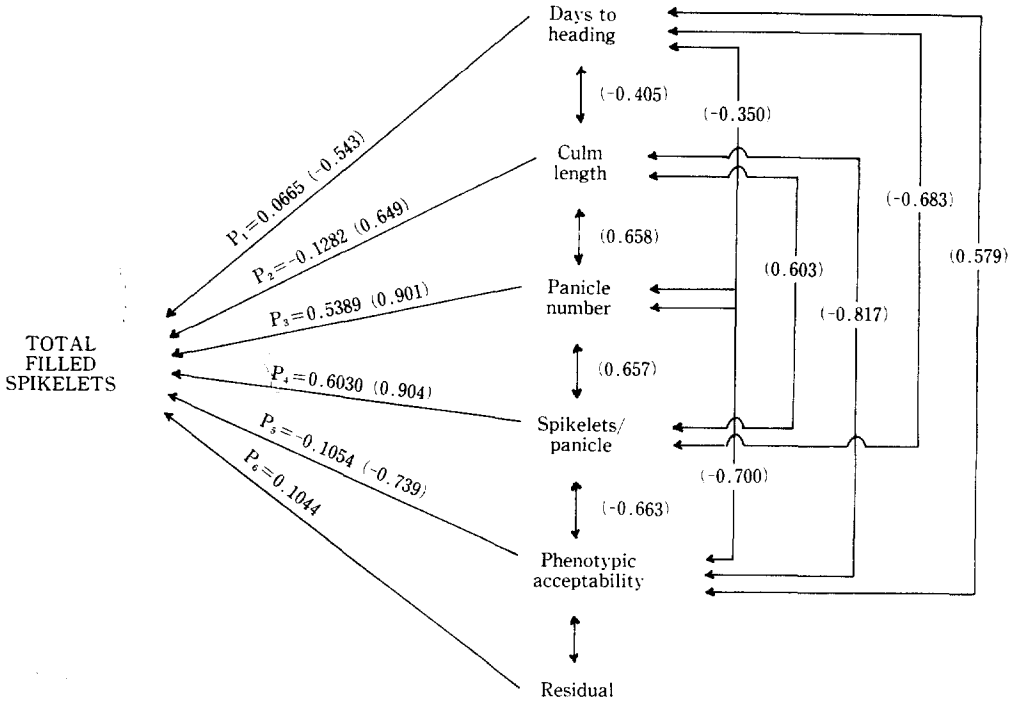 Days to
heading
(-0.405)
(-0.350)
P₁=0.0665 (-0.543)
Culm
length
(-0.683)
P₂=-0.1282 (0.649)
(0.658)
(0.579)
(0.603)
P₃=0.5389 (0.901)
Panicle
number
(-0.817)
TOTAL
FILLED
SPIKELETS
P₄=0.6030 (0.904)
(0.657)
Spikelets/
panicle
P₅=-0.1054 (-0.739)
(-0.700)
P₆=0.1044
(-0.663)
Phenotypic
acceptability
Residual